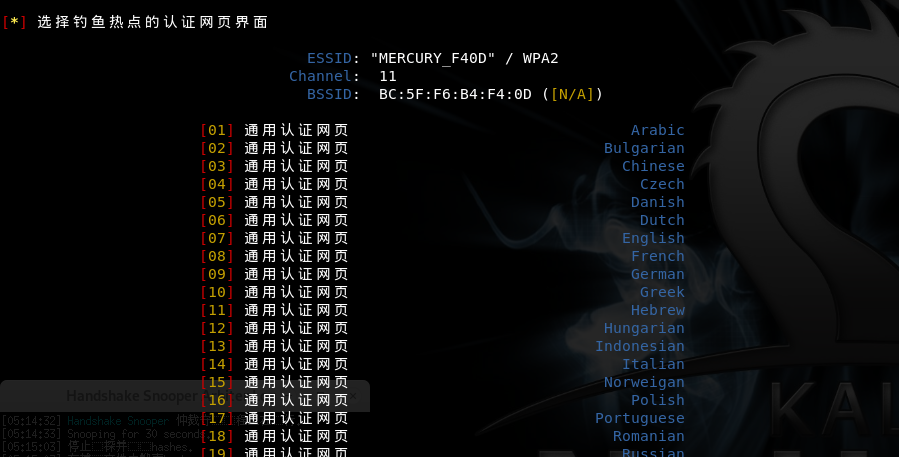 [*] 选择钓鱼热点的认证网页界面
ESSID: "MERCURY_F40D" / WPA2
Channel: 11
BSSID: BC:5F:F6:B4:F4:0D ([N/A])
[01] 通用认证网页 Arabic
[02] 通用认证网页 Bulgarian
[03] 通用认证网页 Chinese
[04] 通用认证网页 Czech
[05] 通用认证网页 Danish
[06] 通用认证网页 Dutch
[07] 通用认证网页 English
[08] 通用认证网页 French
[09] 通用认证网页 German
[10] 通用认证网页 Greek
[11] 通用认证网页 Hebrew
[12] 通用认证网页 Hungarian
[13] 通用认证网页 Indonesian
[14] 通用认证网页 Italian
[15] 通用认证网页 Norweigan
[16] 通用认证网页 Polish
[17] 通用认证网页 Portuguese
[18] 通用认证网页 Romanian
[19] 通用认证网页 Russian
Handshake Snooper
[05:14:32] Handshake Snooper 仲裁
[05:14:33] Snooping for 30 seconds
[05:15:03] 停止 hashes.
KAL